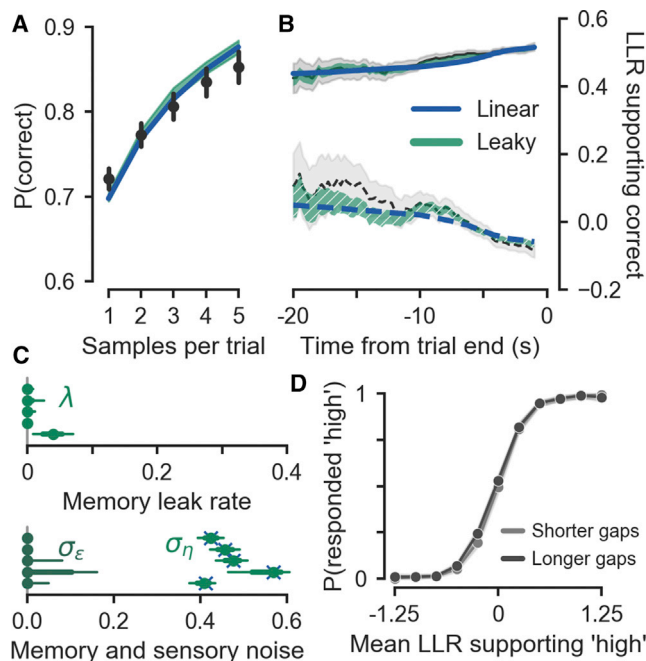 A
0.9
0.8
0.7
0.6
P(correct)
1 2 3 4 5
Samples per trial
B
0.6
0.4
0.2
0.0
−0.2
LLR supporting correct
Linear
Leaky
-20 -10 0
Time from trial end (s)
C
λ
0 0.2 0.4
Memory leak rate
σε ση
0.0 0.2 0.4 0.6
Memory and sensory noise
D
1
0
P(responded 'high')
Shorter gaps
Longer gaps
-1.25 0 1.25
Mean LLR supporting 'high'